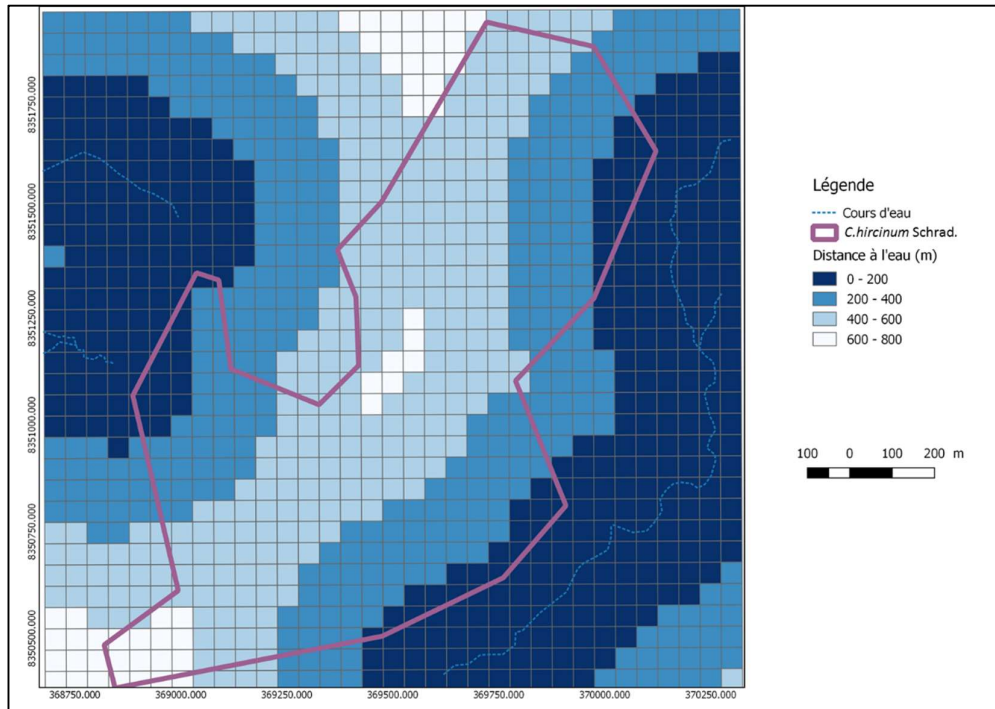 8351750.000
8351500.000
8351250.000
8351000.000
8350750.000
8350500.000
368750.000 369000.000 369250.000 369500.000 369750.000 370000.000 370250.000
Légende
Cours d'eau
C.hircinum Schrad.
Distance à l'eau (m)
0 - 200
200 - 400
400 - 600
600 - 800
100 0 100 200 m